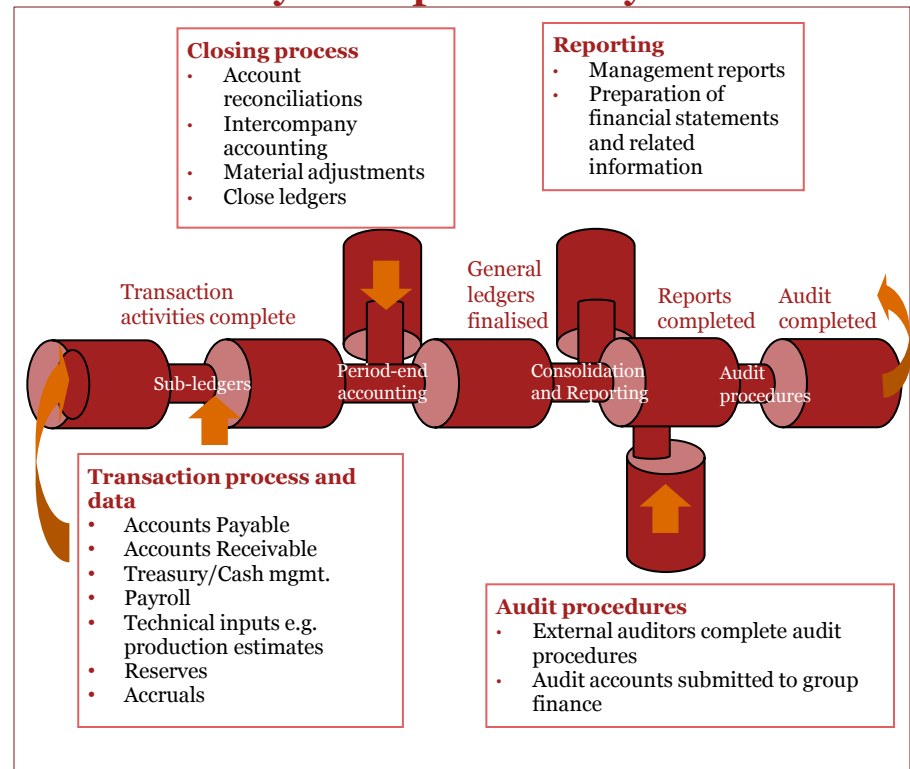 Closing process
• Account
reconciliations
• Intercompany
accounting
• Material adjustments
• Close ledgers
Reporting
• Management reports
• Preparation of
financial statements
and related
information
Transaction
activities complete
General
ledgers
finalised
Reports
completed
Audit
completed
Sub-ledgers
Period-end
accounting
Consolidation
and Reporting
Audit
procedures
Transaction process and
data
• Accounts Payable
• Accounts Receivable
• Treasury/Cash mgmt.
• Payroll
• Technical inputs e.g.
production estimates
• Reserves
• Accruals
Audit procedures
• External auditors complete audit
procedures
• Audit accounts submitted to group
finance